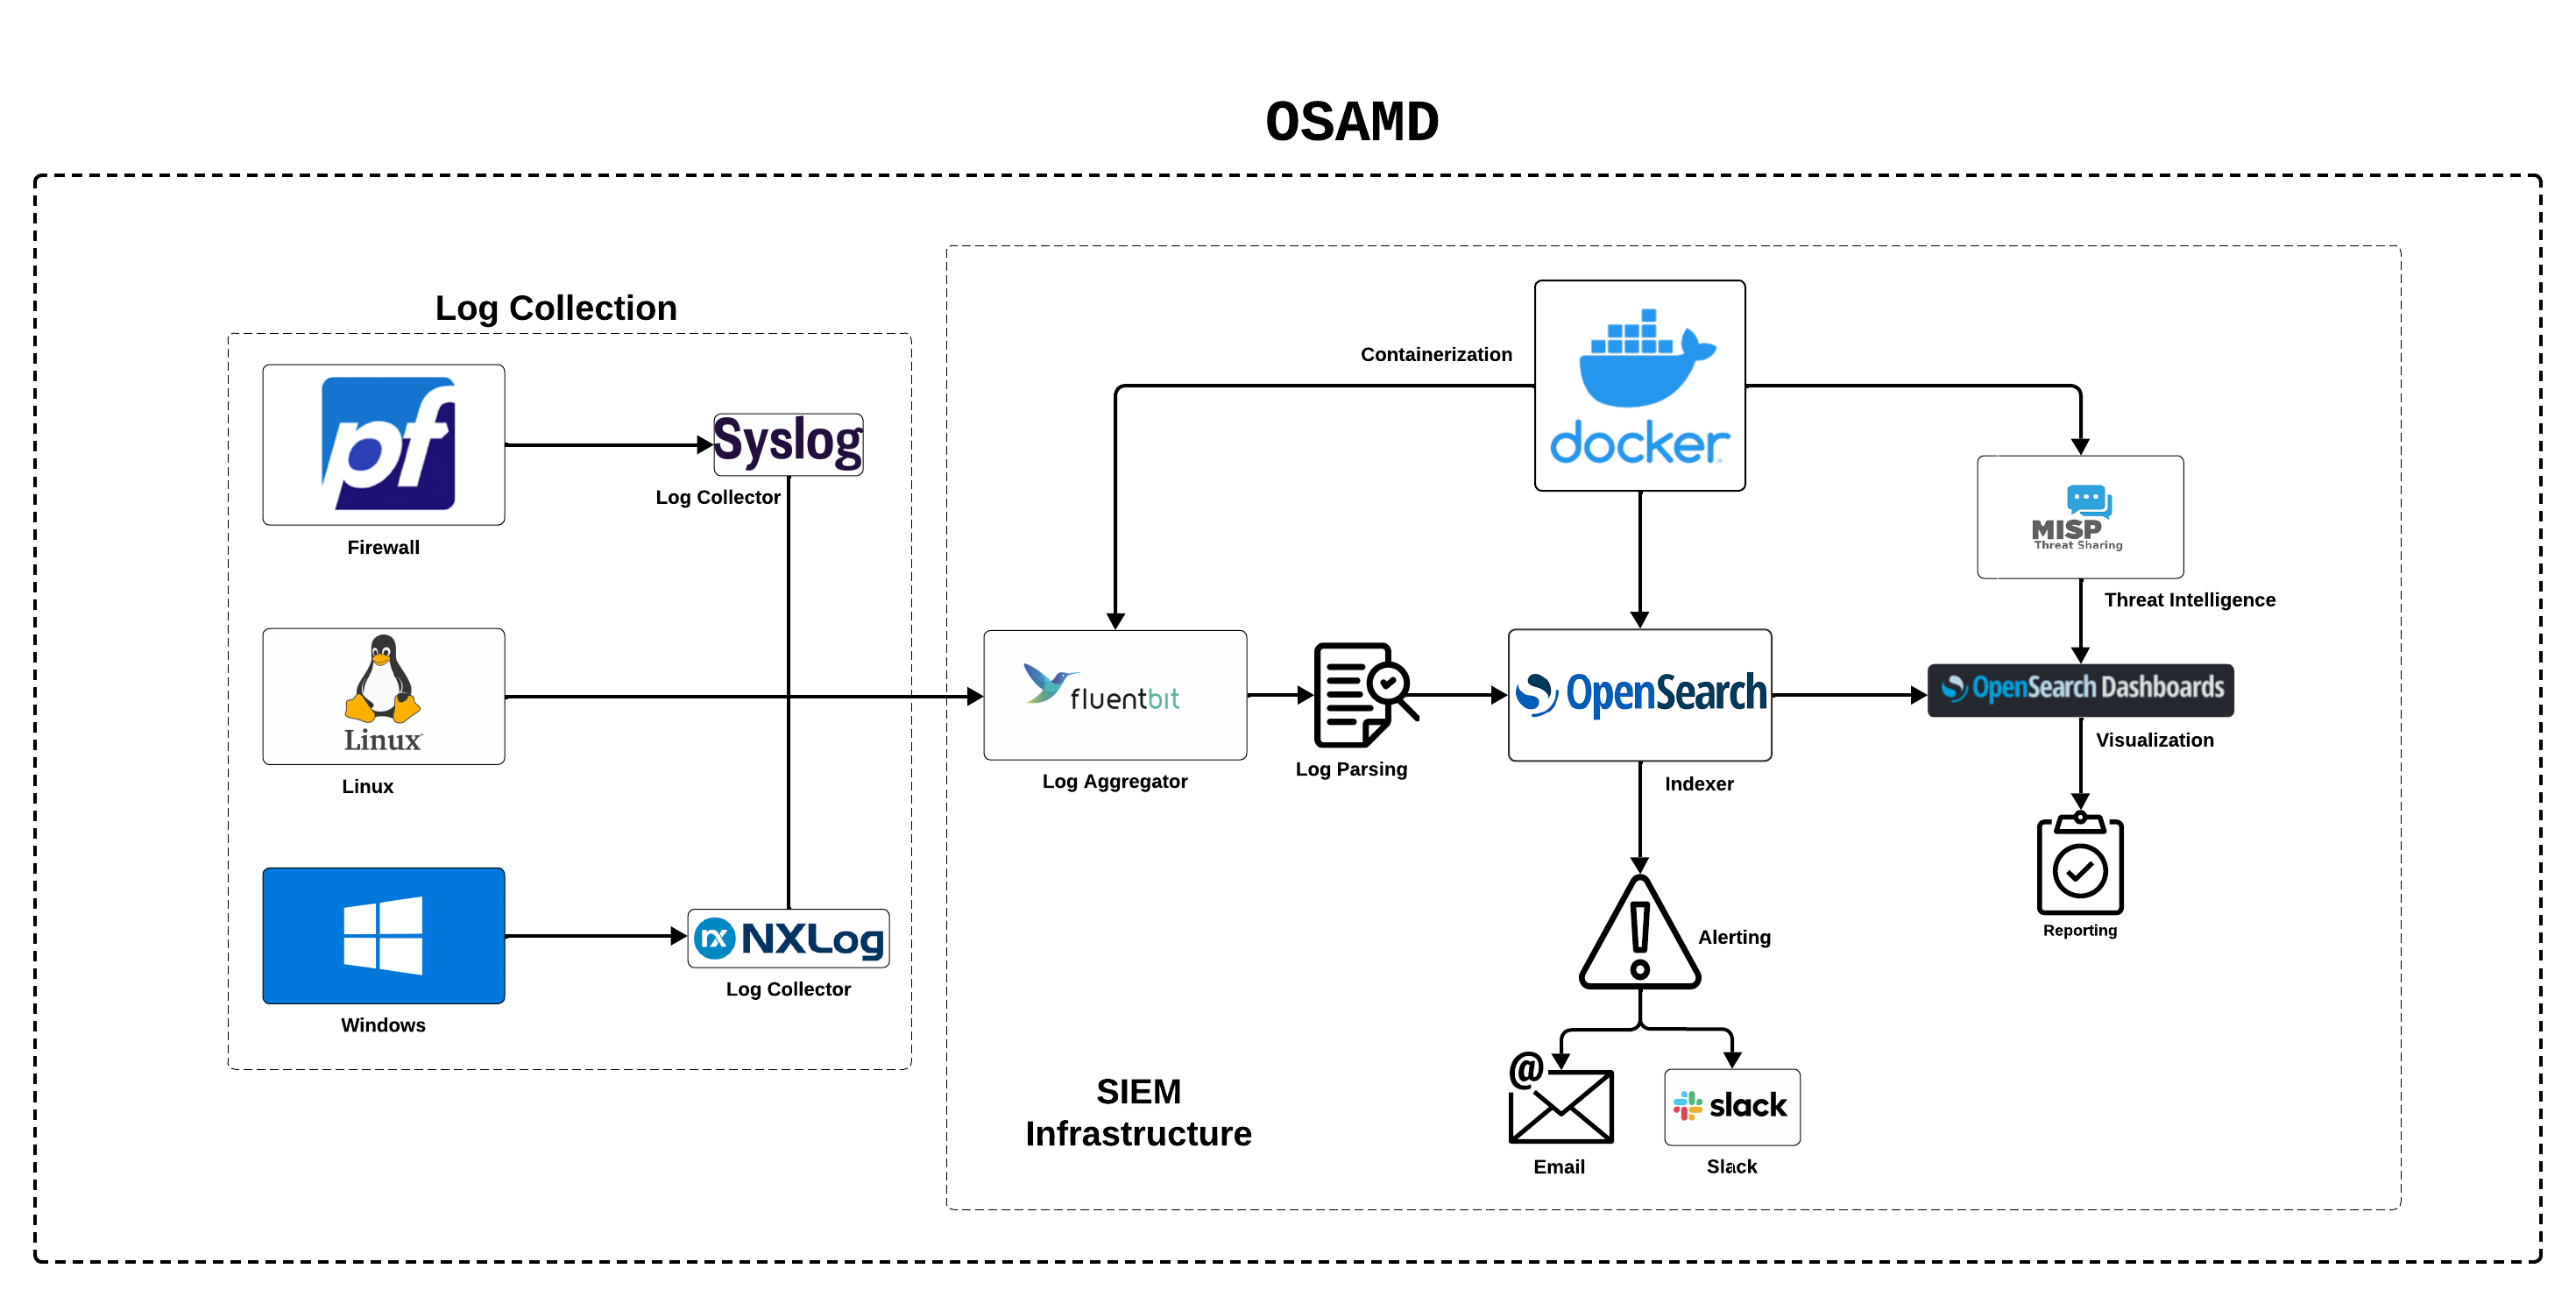 OSAMD
Log Collection
pf
Firewall
Syslog
Log Collector
Linux
Linux
Windows
NXLog
Log Collector
Containerization
docker
MISP
Threat Sharing
Threat Intelligence
fluentbit
Log Aggregator
Log Parsing
OpenSearch
Indexer
OpenSearch Dashboards
Visualization
Reporting
Alerting
@
Email
slack
Slack
SIEM
Infrastructure